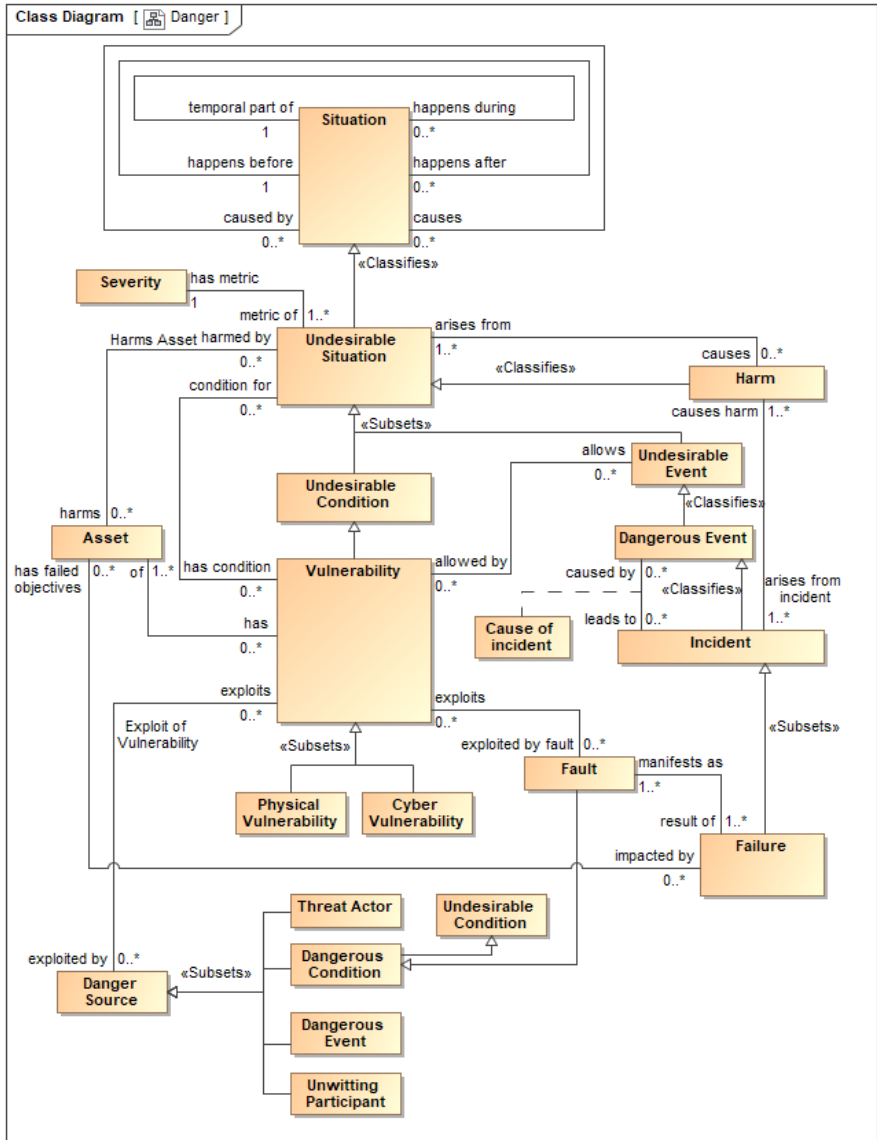 Class Diagram [ Danger ]
temporal part of
1
happens during
0..*
Situation
happens before
1
happens after
0..*
caused by
0..*
causes
0..*
«Classifies»
Severity
has metric
1
metric of 1..*
Undesirable
Situation
Harms Asset harmed by
0..*
arises from
1..*
causes 0..*
Harm
«Classifies»
condition for
0..*
causes harm 1..*
«Subsets»
allows
0..*
Undesirable
Event
Undesirable
Condition
«Classifies»
harms 0..*
Asset
Dangerous Event
has failed
objectives
0..*
of 1..*
has condition
0..*
Vulnerability
allowed by
0..*
caused by 0..*
«Classifies»
arises from
incident
1..*
Cause of
incident
leads to 0..*
Incident
has
0..*
exploits
0..*
exploits
0..*
Exploit of
Vulnerability
«Subsets»
exploited by fault 0..*
«Subsets»
Fault
manifests as
1..*
Physical
Vulnerability
Cyber
Vulnerability
result of 1..*
Failure
impacted by
0..*
Threat Actor
Undesirable
Condition
Dangerous
Condition
exploited by 0..*
«Subsets»
Danger
Source
Dangerous
Event
Unwitting
Participant